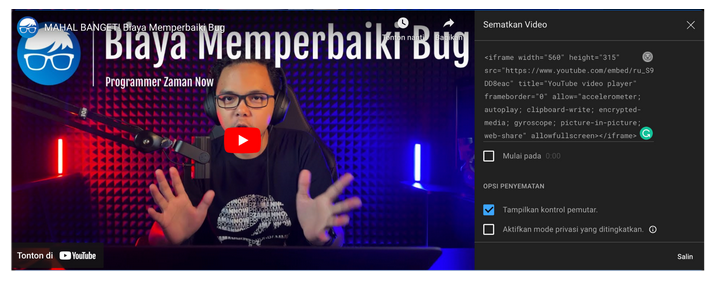 MAHAL BANGET! Biaya Memperbaiki Bug
Biaya Memperbaiki Bug
Programmer Zaman Now
Tonton nanti
Bagikan
Tonton di YouTube
Sematkan Video
<iframe width="560" height="315"
src="https://www.youtube.com/embed/ru_S9
DD8eac" title="YouTube video player"
frameborder="0" allow="accelerometer;
autoplay; clipboard-write; encrypted-
media; gyroscope; picture-in-picture;
web-share" allowfullscreen></iframe>
Mulai pada 0:00
OPSI PENYEMATAN
Tampilkan kontrol pemutar.
Aktifkan mode privasi yang ditingkatkan.
Salin